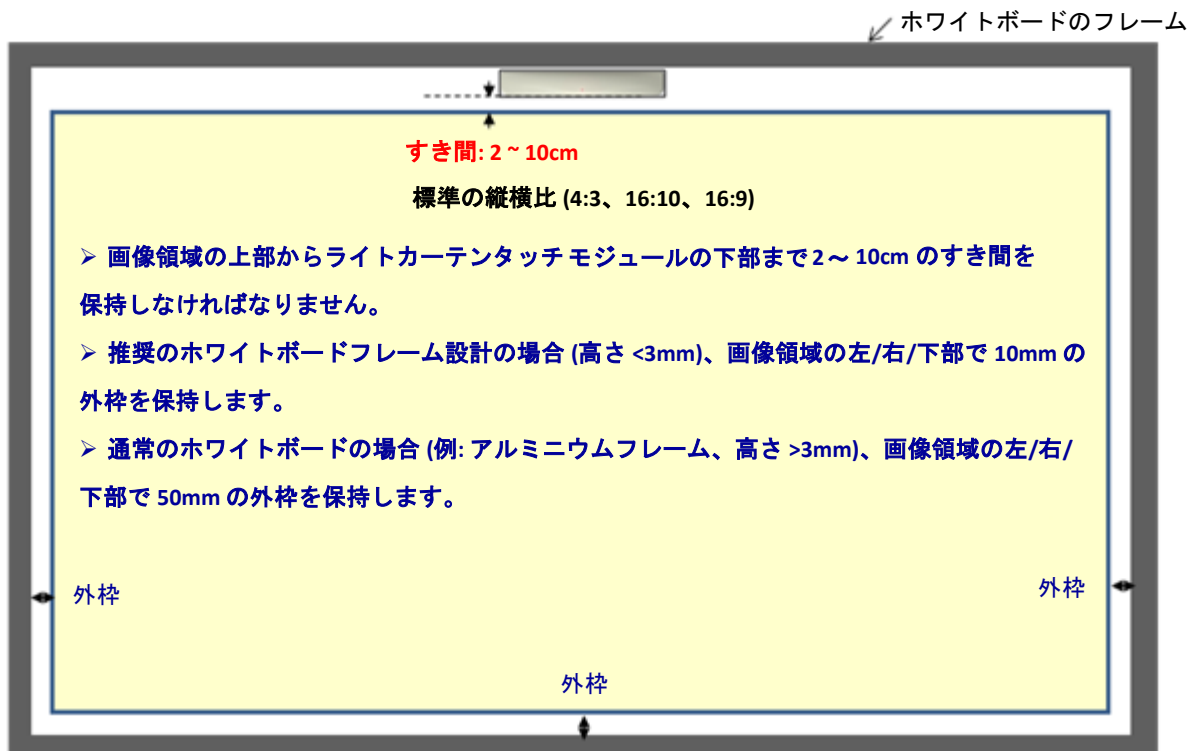 ホワイトボードのフレーム
すき間: 2 ~ 10cm
標準の縦横比 (4:3、16:10、16:9)
➢ 画像領域の上部からライトカーテンタッチ モジュールの下部まで 2～ 10cm のすき間を
保持しなければなりません。
➢ 推奨のホワイトボードフレーム設計の場合 (高さ <3mm)、画像領域の左/右/下部で 10mm の
外枠を保持します。
➢ 通常のホワイトボードの場合 (例: アルミニウムフレーム、高さ >3mm)、画像領域の左/右/
下部で 50mm の外枠を保持します。
外枠
外枠
外枠